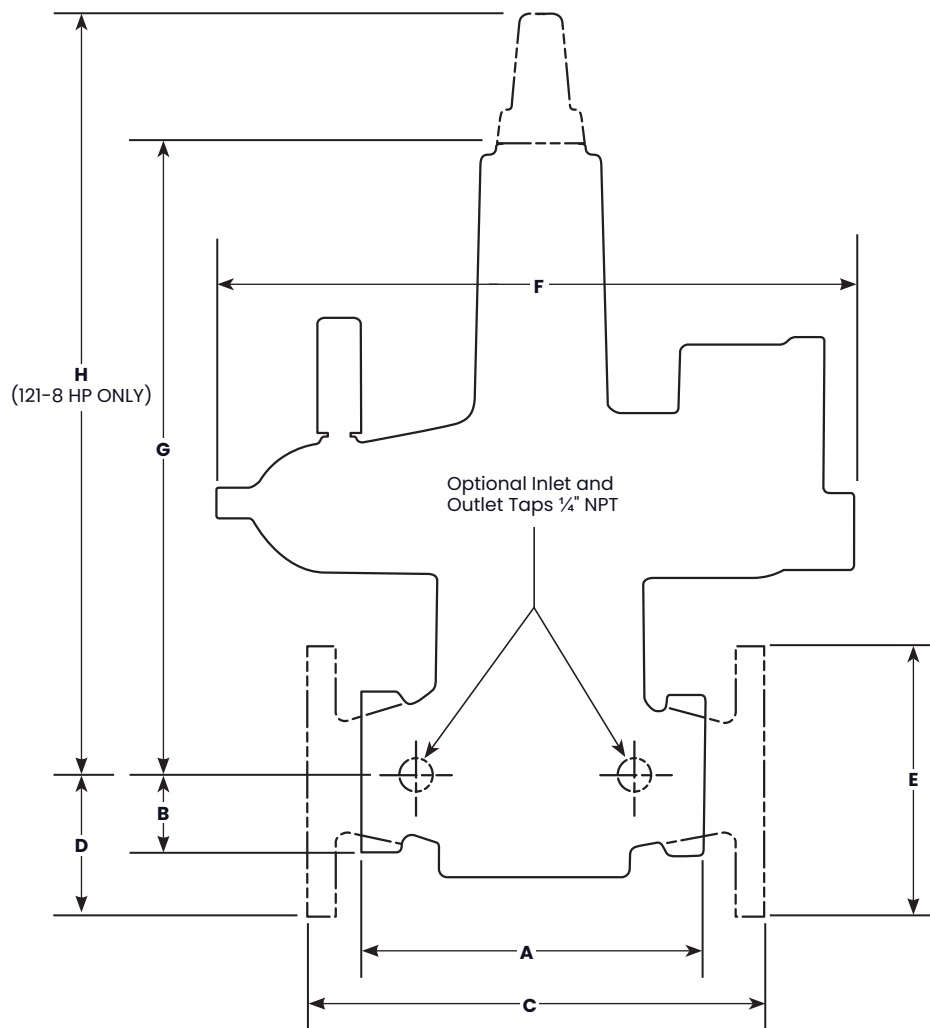 F
H
(121-8 HP ONLY)
G
Optional Inlet and
Outlet Taps ¼" NPT
E
B
D
A
C